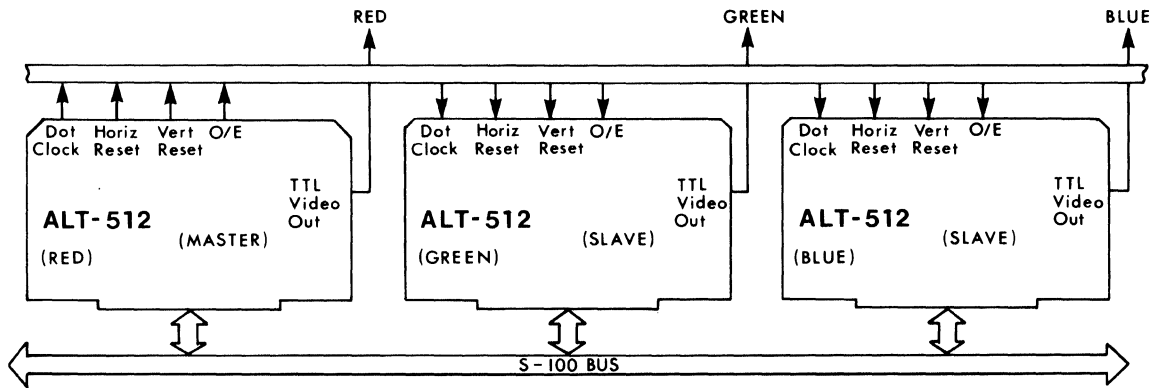 RED
GREEN
BLUE
Dot Clock
Horiz Reset
Vert Reset
O/E
TTL Video Out
ALT-512
(MASTER)
(RED)
Dot Clock
Horiz Reset
Vert Reset
O/E
TTL Video Out
ALT-512
(SLAVE)
(GREEN)
Dot Clock
Horiz Reset
Vert Reset
O/E
TTL Video Out
ALT-512
(SLAVE)
(BLUE)
S-100 BUS